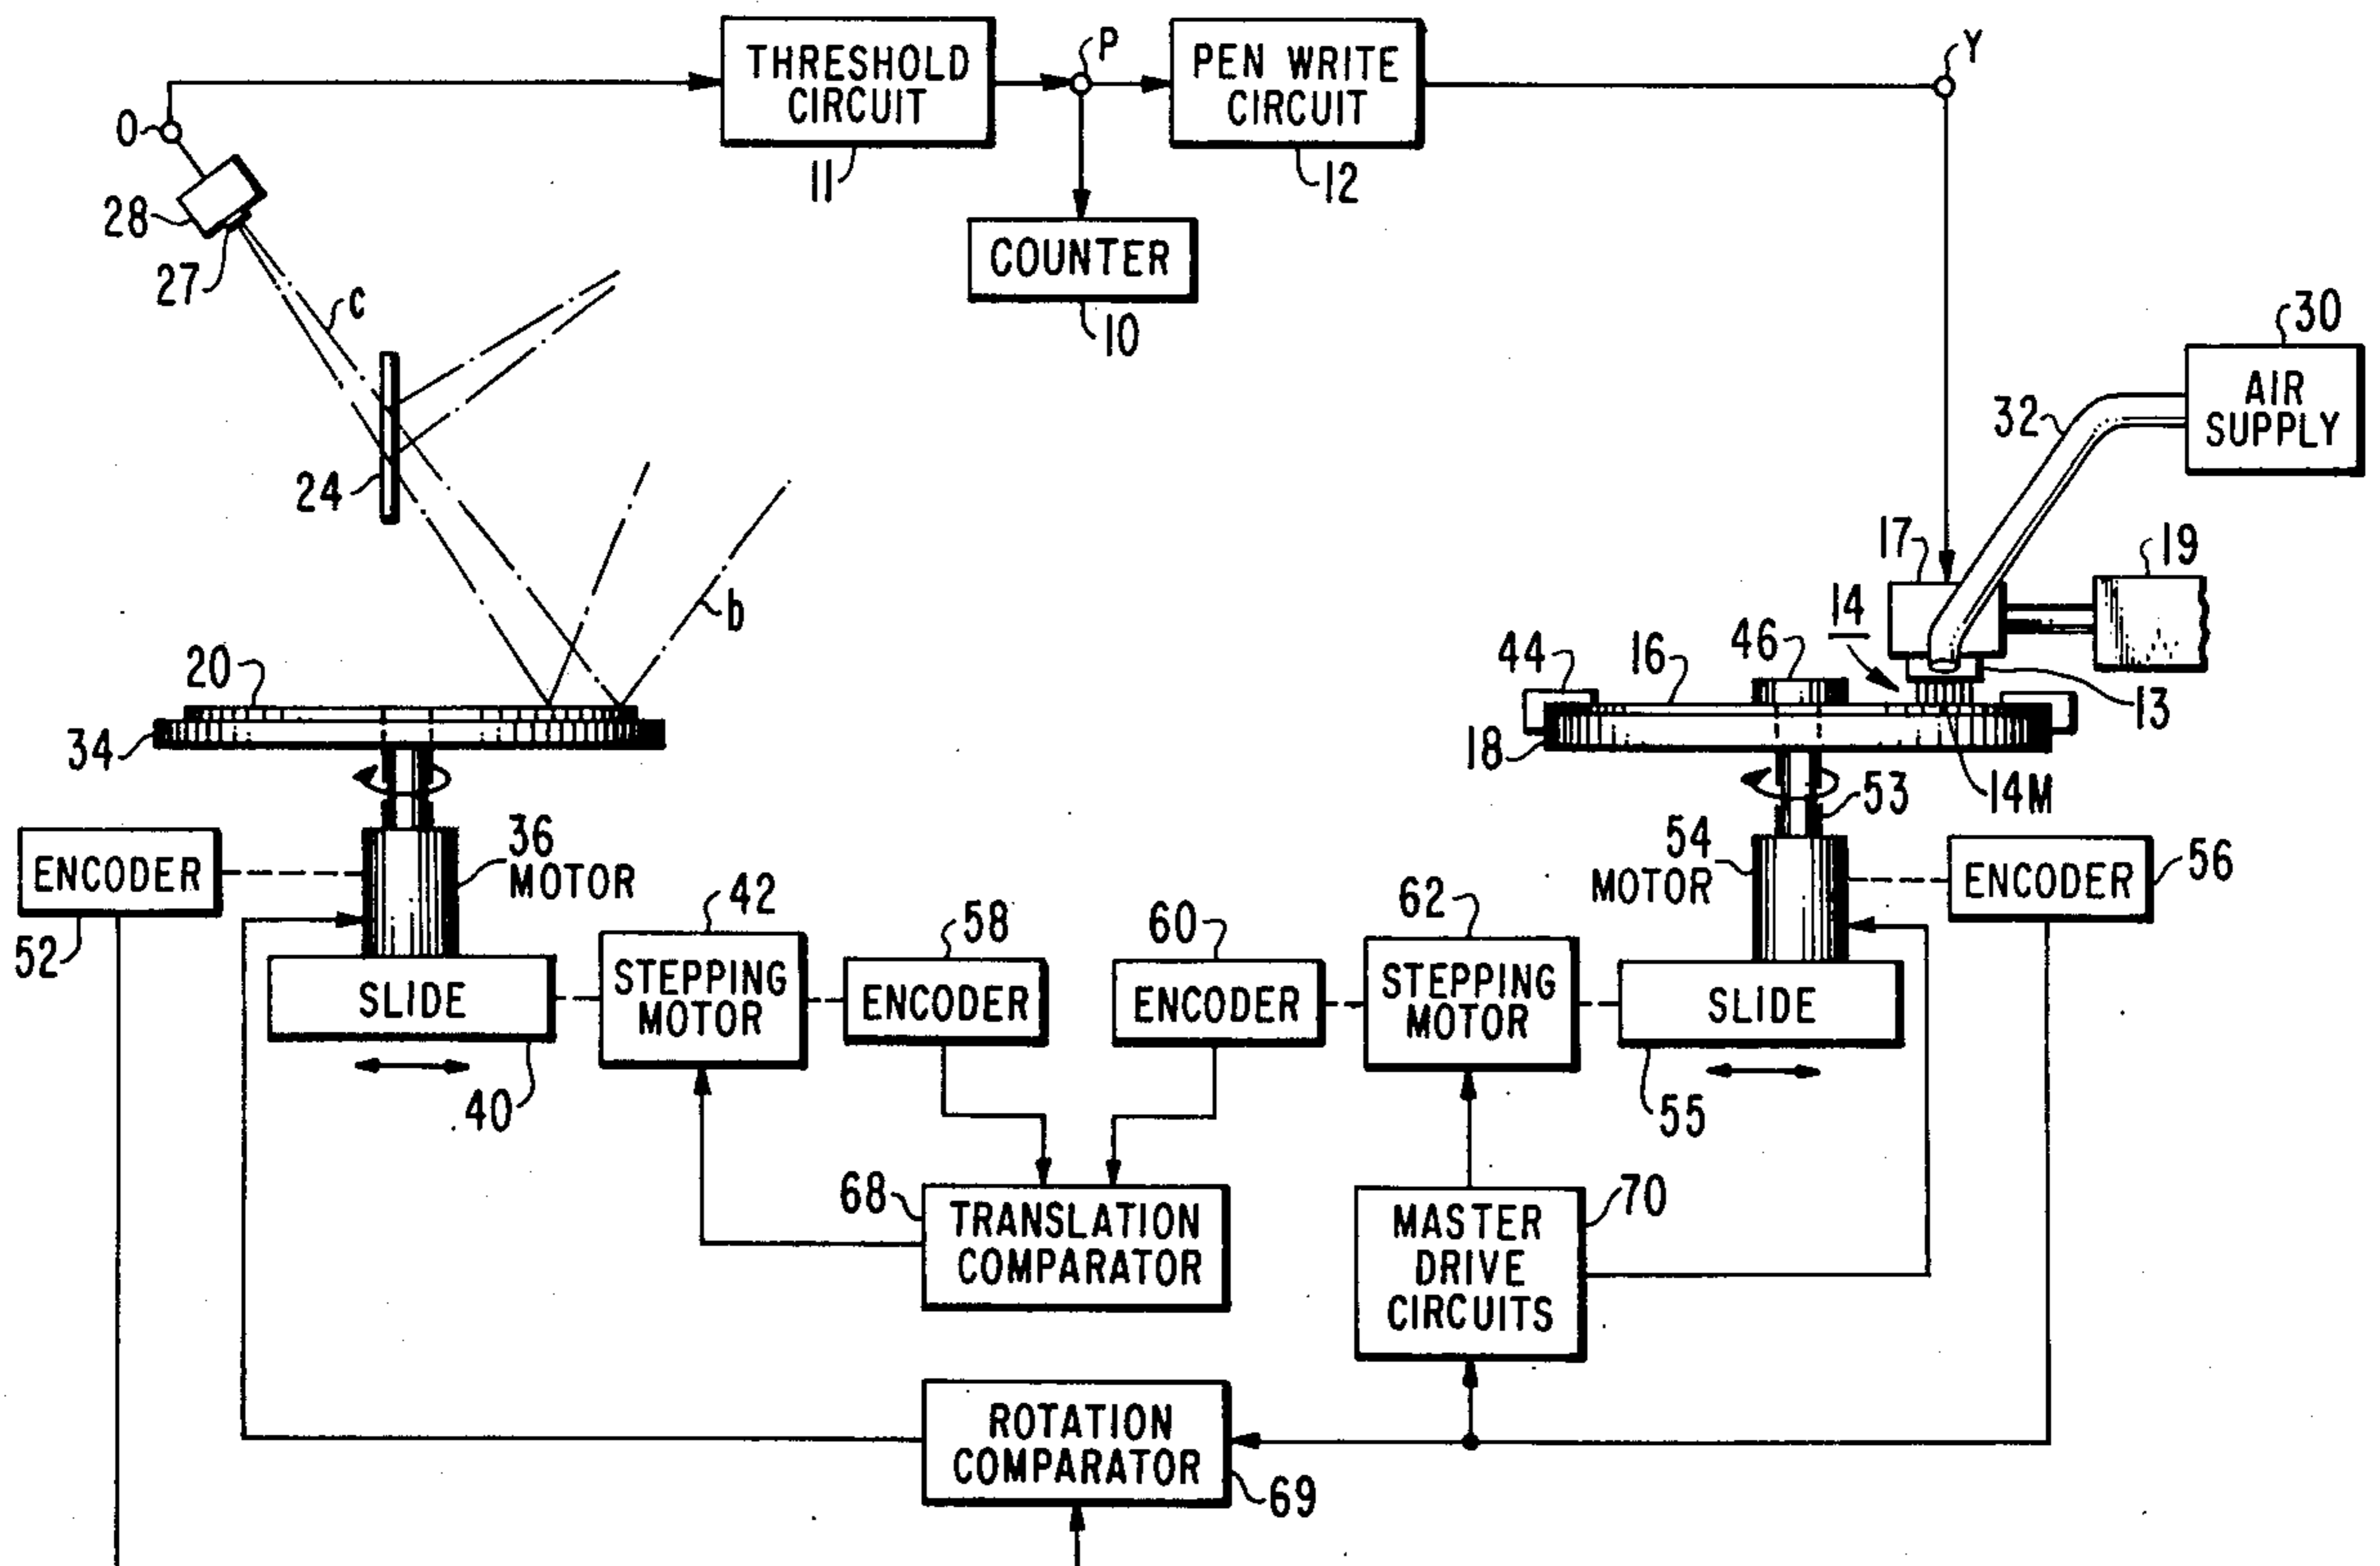 O
THRESHOLD
CIRCUIT
11
P
PEN WRITE
CIRCUIT
12
Y
28
27
c
COUNTER
10
24
b
30
AIR
SUPPLY
32
17
19
14
46
16
44
13
20
34
18
14M
53
ENCODER
52
36
MOTOR
54
MOTOR
ENCODER
56
SLIDE
40
42
STEPPING
MOTOR
58
ENCODER
60
ENCODER
62
STEPPING
MOTOR
SLIDE
55
68
TRANSLATION
COMPARATOR
70
MASTER
DRIVE
CIRCUITS
ROTATION
COMPARATOR
69